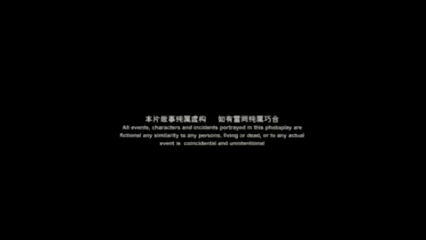 本片故事纯属虚构　如有雷同纯属巧合
All events, characters and incidents portrayed in this photoplay are
fictional any similarity to any persons, living or dead, or to any actual
event is coincidental and unintentional